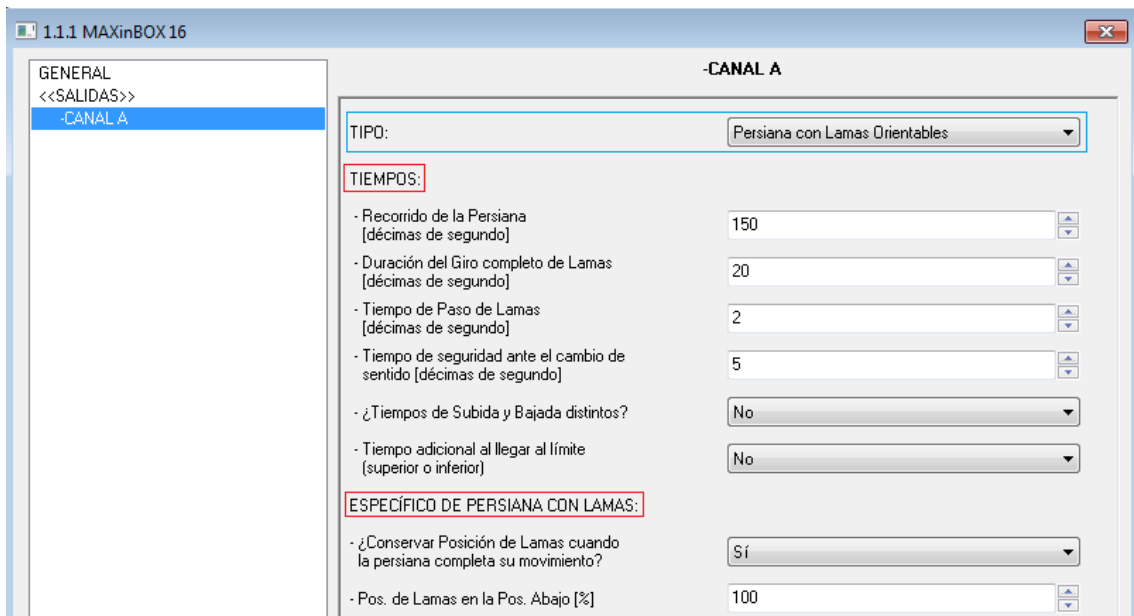 1.1.1 MAXinBOX 16
GENERAL
<<SALIDAS>>
-CANAL A
-CANAL A
TIPO: Persiana con Lamas Orientables
TIEMPOS:
- Recorrido de la Persiana
[décimas de segundo] 150
- Duración del Giro completo de Lamas
[décimas de segundo] 20
- Tiempo de Paso de Lamas
[décimas de segundo] 2
- Tiempo de seguridad ante el cambio de
sentido [décimas de segundo] 5
- ¿Tiempos de Subida y Bajada distintos? No
- Tiempo adicional al llegar al límite
(superior o inferior) No
ESPECÍFICO DE PERSIANA CON LAMAS:
- ¿Conservar Posición de Lamas cuando
la persiana completa su movimiento? Sí
- Pos. de Lamas en la Pos. Abajo [%] 100